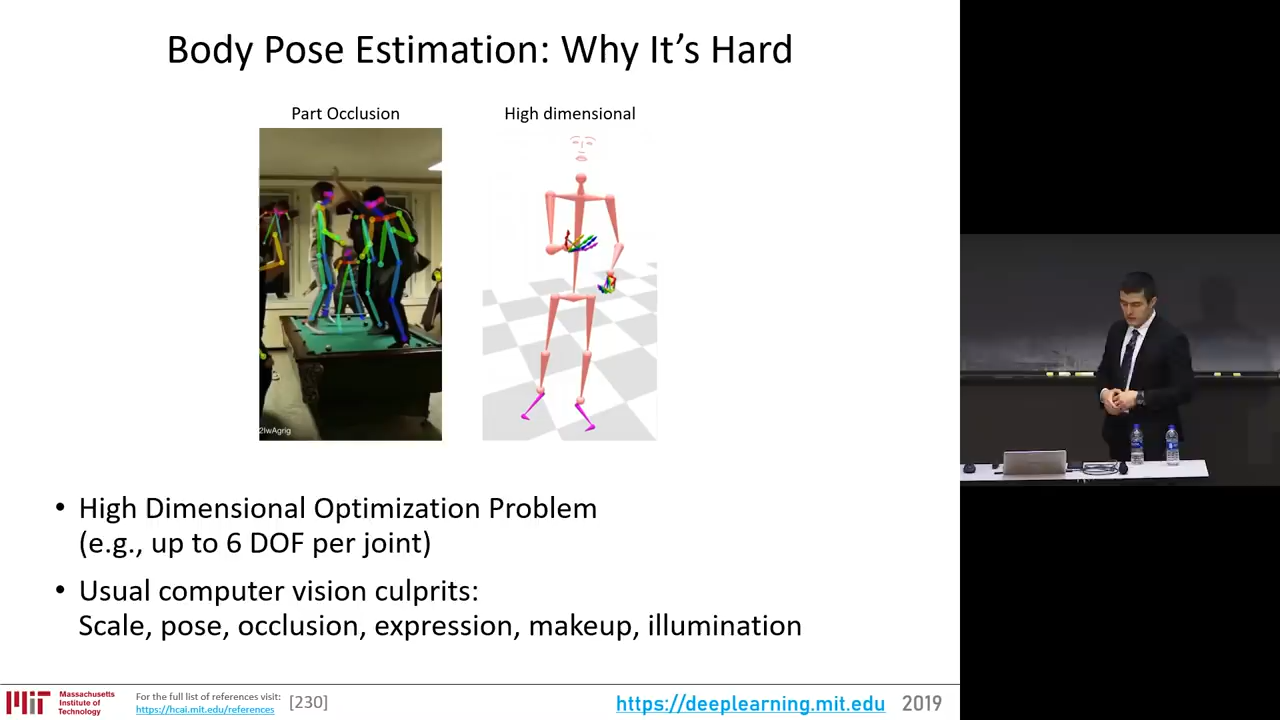 Body Pose Estimation: Why It’s Hard
Part Occlusion
High dimensional
2IwAgrig
• High Dimensional Optimization Problem
(e.g., up to 6 DOF per joint)
• Usual computer vision culprits:
Scale, pose, occlusion, expression, makeup, illumination
MIT
Massachusetts
Institute of
Technology
For the full list of references visit:
https://hcai.mit.edu/references
[230]
https://deeplearning.mit.edu
2019